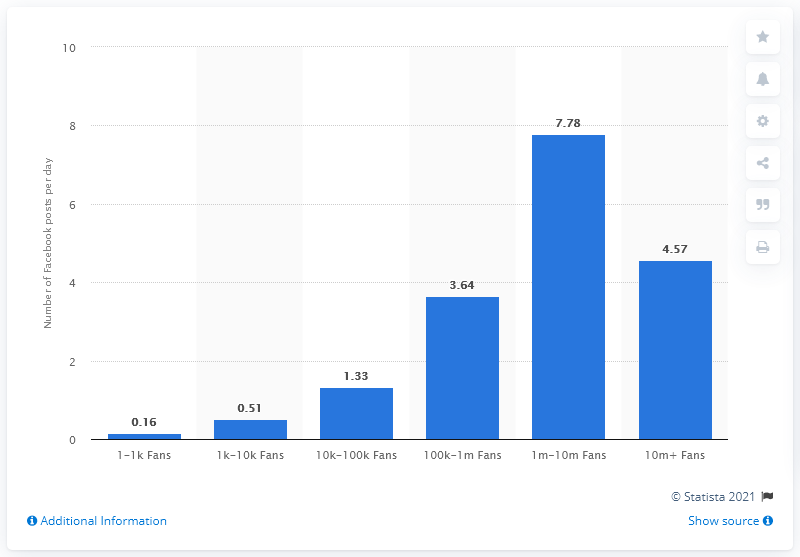 Number of Facebook posts per day
10
8
6
4
2
0
0.16
0.51
1.33
3.64
7.78
4.57
1–1k Fans
1k–10k Fans
10k–100k Fans
100k–1m Fans
1m–10m Fans
10m+ Fans
© Statista 2021
Additional Information
Show source